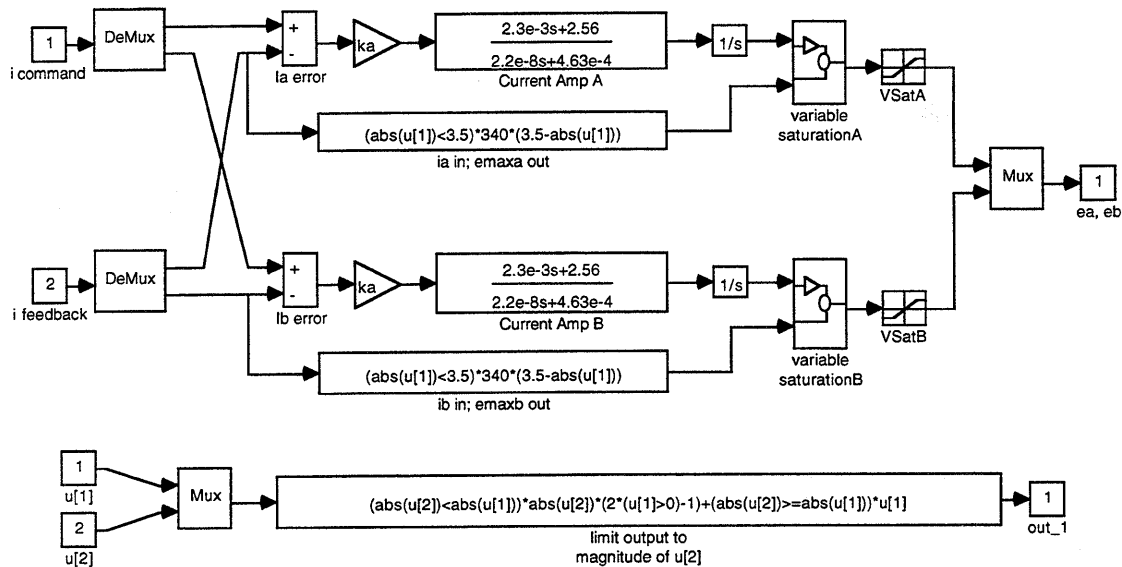 1
i command
DeMux
+
-
Ia error
ka
2.3e-3s+2.56
2.2e-8s+4.63e-4
Current Amp A
1/s
variable
saturationA
VSatA
(abs(u[1])<3.5)*340*(3.5-abs(u[1]))
ia in; emaxa out
Mux
1
ea, eb
2
i feedback
DeMux
+
-
Ib error
ka
2.3e-3s+2.56
2.2e-8s+4.63e-4
Current Amp B
1/s
variable
saturationB
VSatB
(abs(u[1])<3.5)*340*(3.5-abs(u[1]))
ib in; emaxb out
1
u[1]
2
u[2]
Mux
(abs(u[2])<abs(u[1]))*abs(u[2])*(2*(u[1]>0)-1)+(abs(u[2])>=abs(u[1]))*u[1]
limit output to
magnitude of u[2]
1
out_1